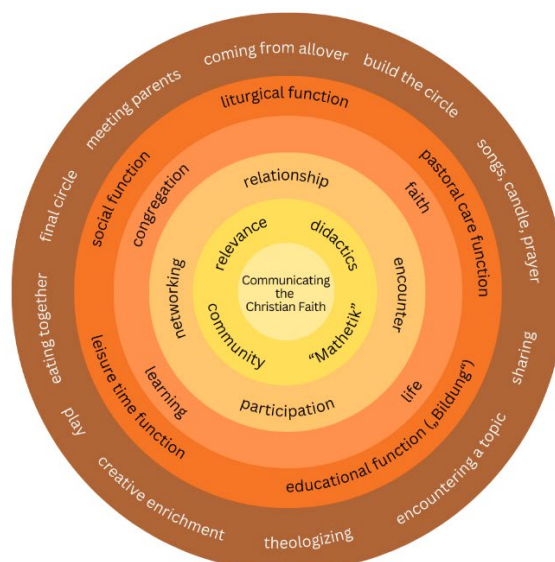 coming from allover
build the circle
songs, candle, prayer
sharing
encountering a topic
theologizing
creative enrichment
play
eating together
final circle
meeting parents
liturgical function
pastoral care function
educational function („Bildung“)
leisure time function
social function
congregation
faith
life
learning
relationship
encounter
participation
networking
relevance
didactics
“Mathetik”
community
Communicating
the
Christian Faith